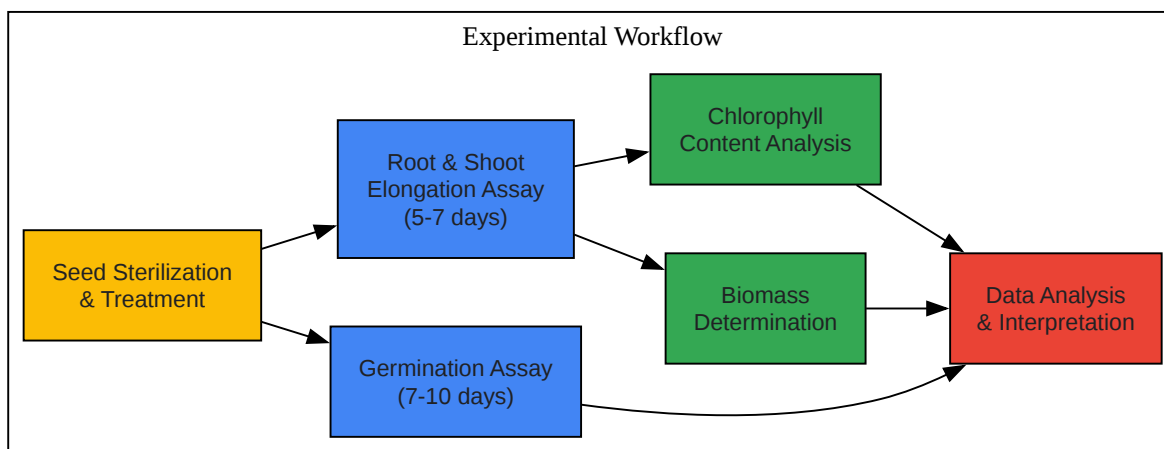 Experimental Workflow
Seed Sterilization
& Treatment
Root & Shoot
Elongation Assay
(5-7 days)
Germination Assay
(7-10 days)
Chlorophyll
Content Analysis
Biomass
Determination
Data Analysis
& Interpretation